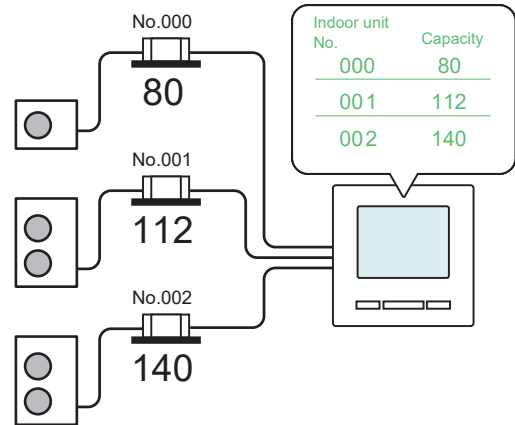 No.000
80
No.001
112
No.002
140
Indoor unit
No. Capacity
000 80
001 112
002 140